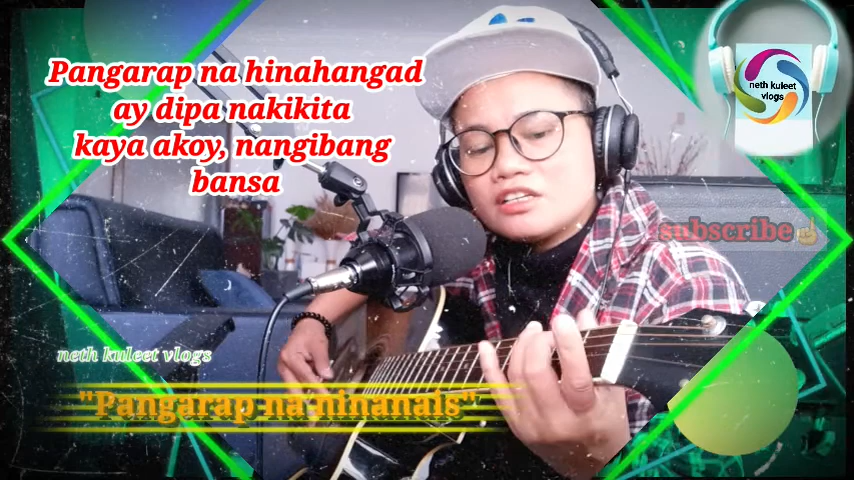 Pangarap na hinahangad
ay dipa nakikita
kaya akoy, nangibang
bansa
neth kuleet
vlogs
subscribe☝
neth kuleet vlogs
"Pangarap na ninanais"